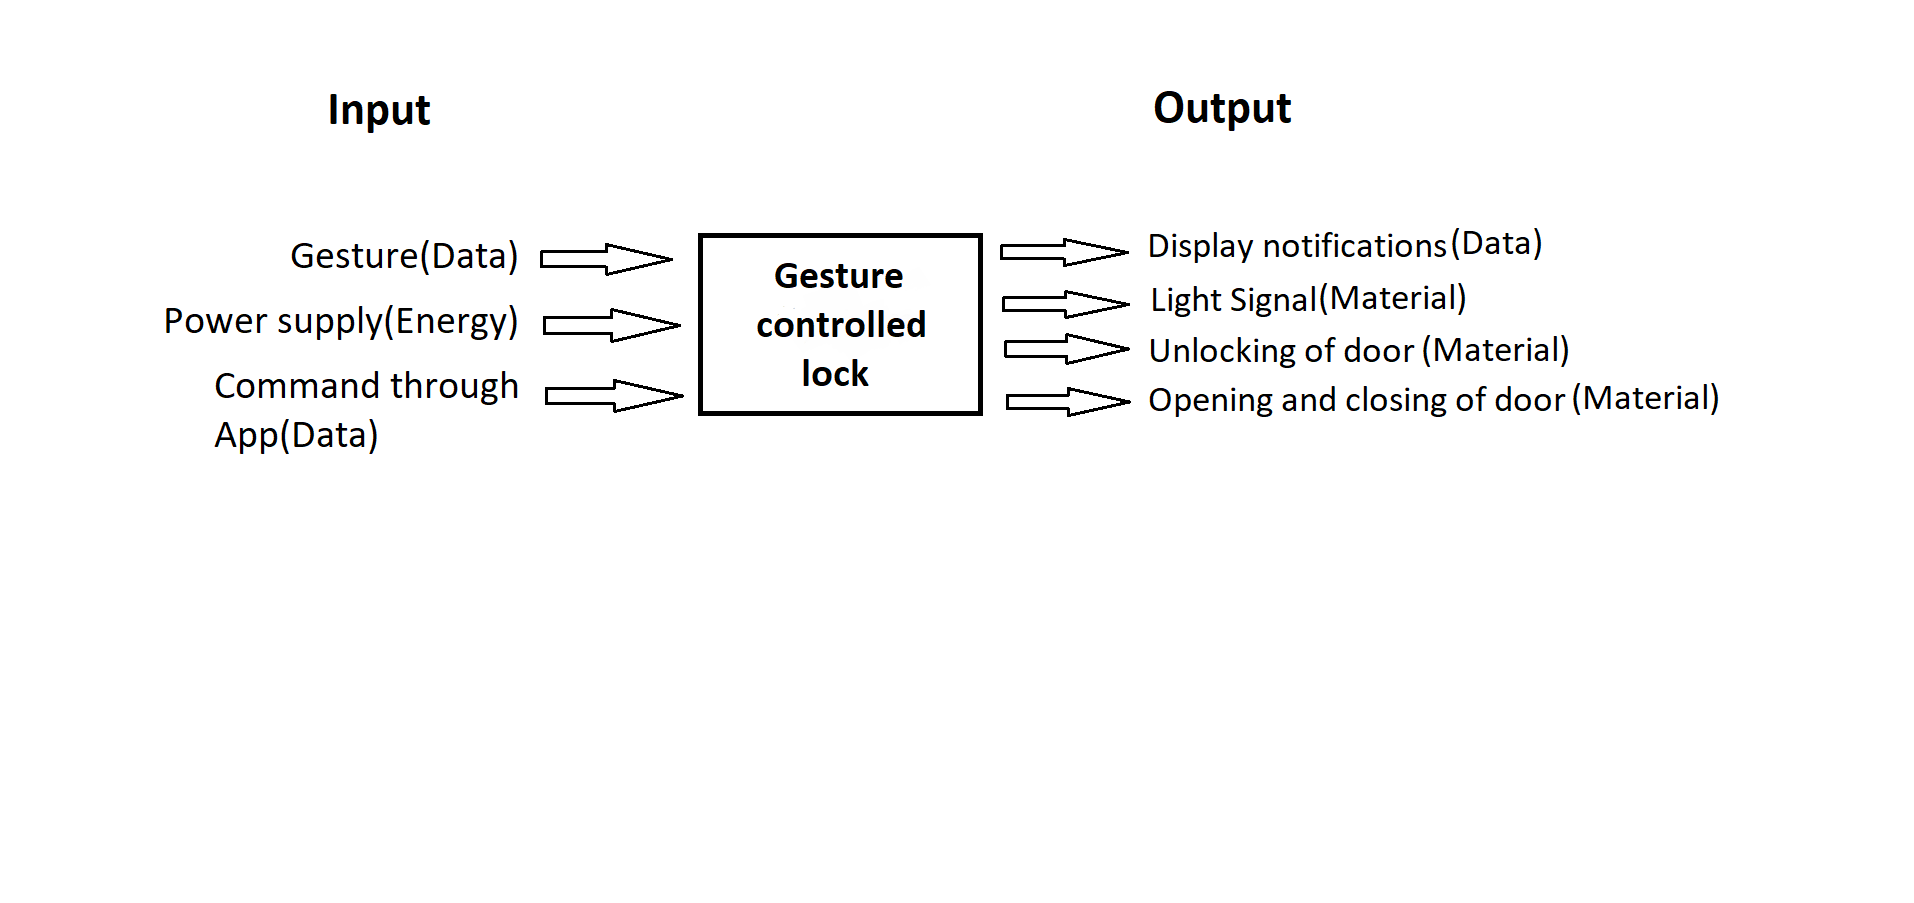 Input
Output
Gesture(Data)
Power supply(Energy)
Command through
App(Data)
Gesture
controlled
lock
Display notifications(Data)
Light Signal(Material)
Unlocking of door (Material)
Opening and closing of door (Material)